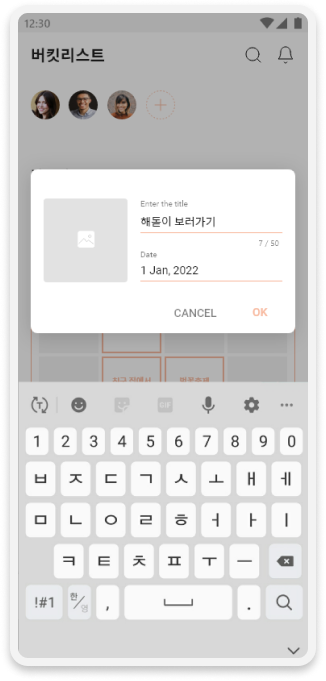 12:30
버킷리스트
Enter the title
해돋이 보러가기
7 / 50
Date
1 Jan, 2022
CANCEL
OK
GIF
1 2 3 4 5 6 7 8 9 0
ㅂ ㅈ ㄷ ㄱ ㅅ ㅗ ㅐ ㅔ
ㅁ ㄴ ㅇ ㄹ ㅎ ㅓ ㅏ ㅣ
ㅋ ㅌ ㅊ ㅍ ㅜ ㅡ
!#1 한/영 , .